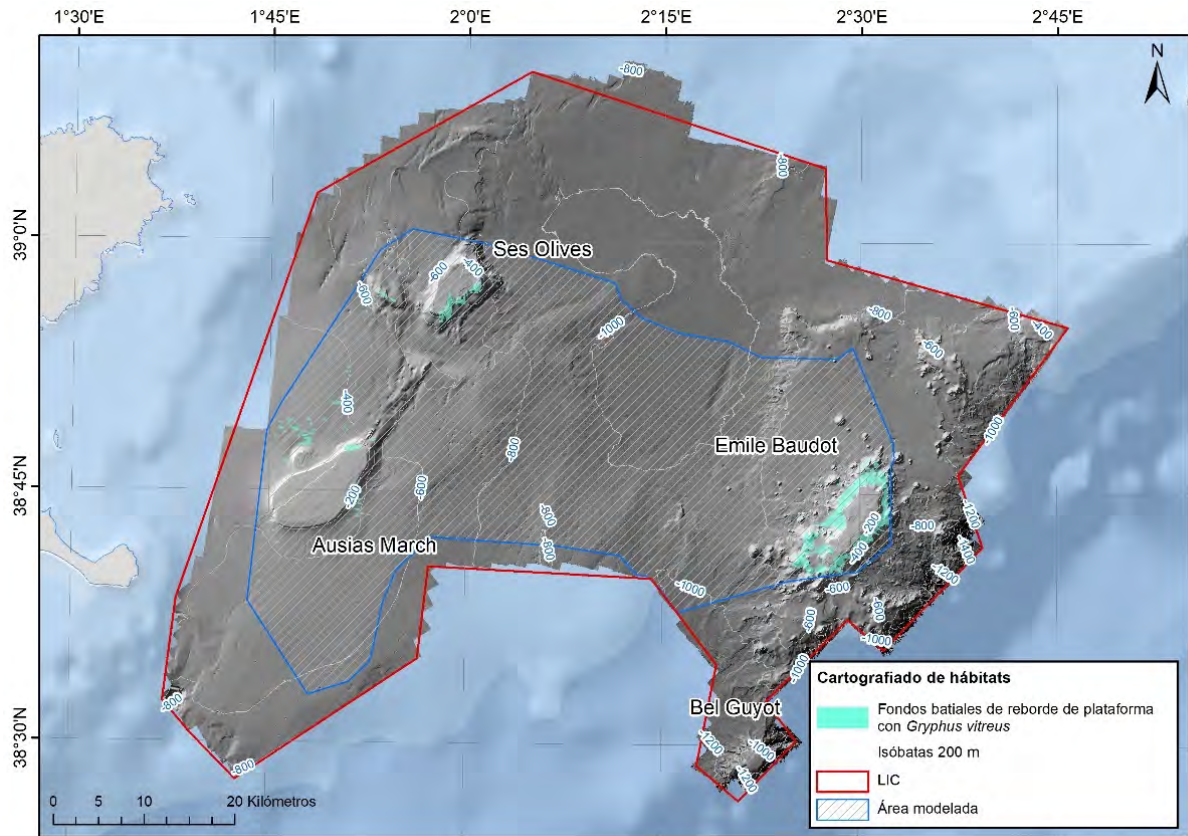 1°30'E 1°45'E 2°0'E 2°15'E 2°30'E 2°45'E
N
-800
-800
39°0'N
Ses Olives
-600
-400
-600
-1000
-800
-600
-400
-600
-400
-1000
Emile Baudot
-800
38°45'N
-200
-600
-200
-1200
-800
-600
-800
-400
-1400
Ausias March
-1200
-1000
-600
-600
-600
-1000
-1000
Bel Guyot
-800
38°30'N
-1200
-1000
-800
-1200
Cartografiado de hábitats
Fondos batiales de reborde de plataforma
con Gryphus vitreus
Isóbatas 200 m
LIC
Área modelada
0 5 10 20 Kilómetros